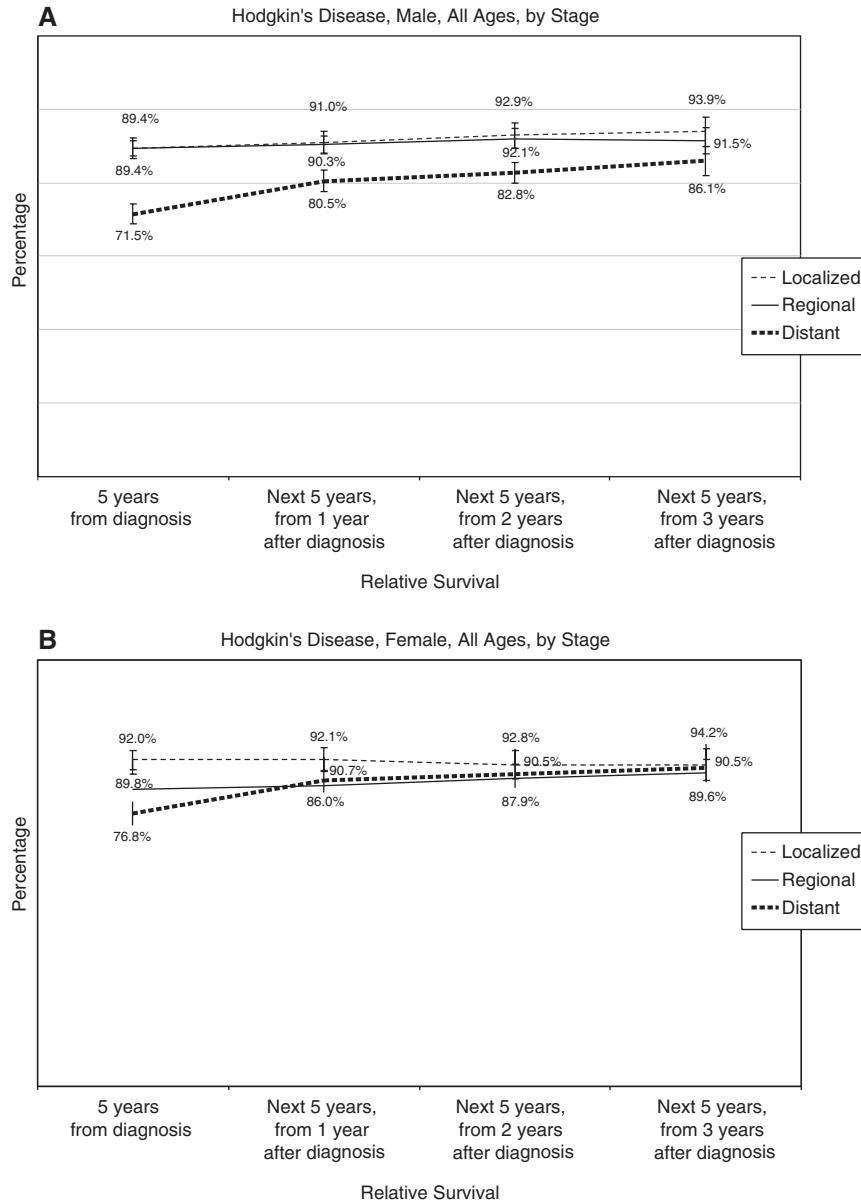 A
Hodgkin's Disease, Male, All Ages, by Stage
89.4%
91.0%
92.9%
93.9%
89.4%
90.3%
92.1%
91.5%
71.5%
80.5%
82.8%
86.1%
Percentage
Localized
Regional
Distant
5 years
from diagnosis
Next 5 years,
from 1 year
after diagnosis
Next 5 years,
from 2 years
after diagnosis
Next 5 years,
from 3 years
after diagnosis
Relative Survival
B
Hodgkin's Disease, Female, All Ages, by Stage
92.0%
92.1%
92.8%
94.2%
89.8%
90.7%
90.5%
90.5%
76.8%
86.0%
87.9%
89.6%
Percentage
Localized
Regional
Distant
5 years
from diagnosis
Next 5 years,
from 1 year
after diagnosis
Next 5 years,
from 2 years
after diagnosis
Next 5 years,
from 3 years
after diagnosis
Relative Survival